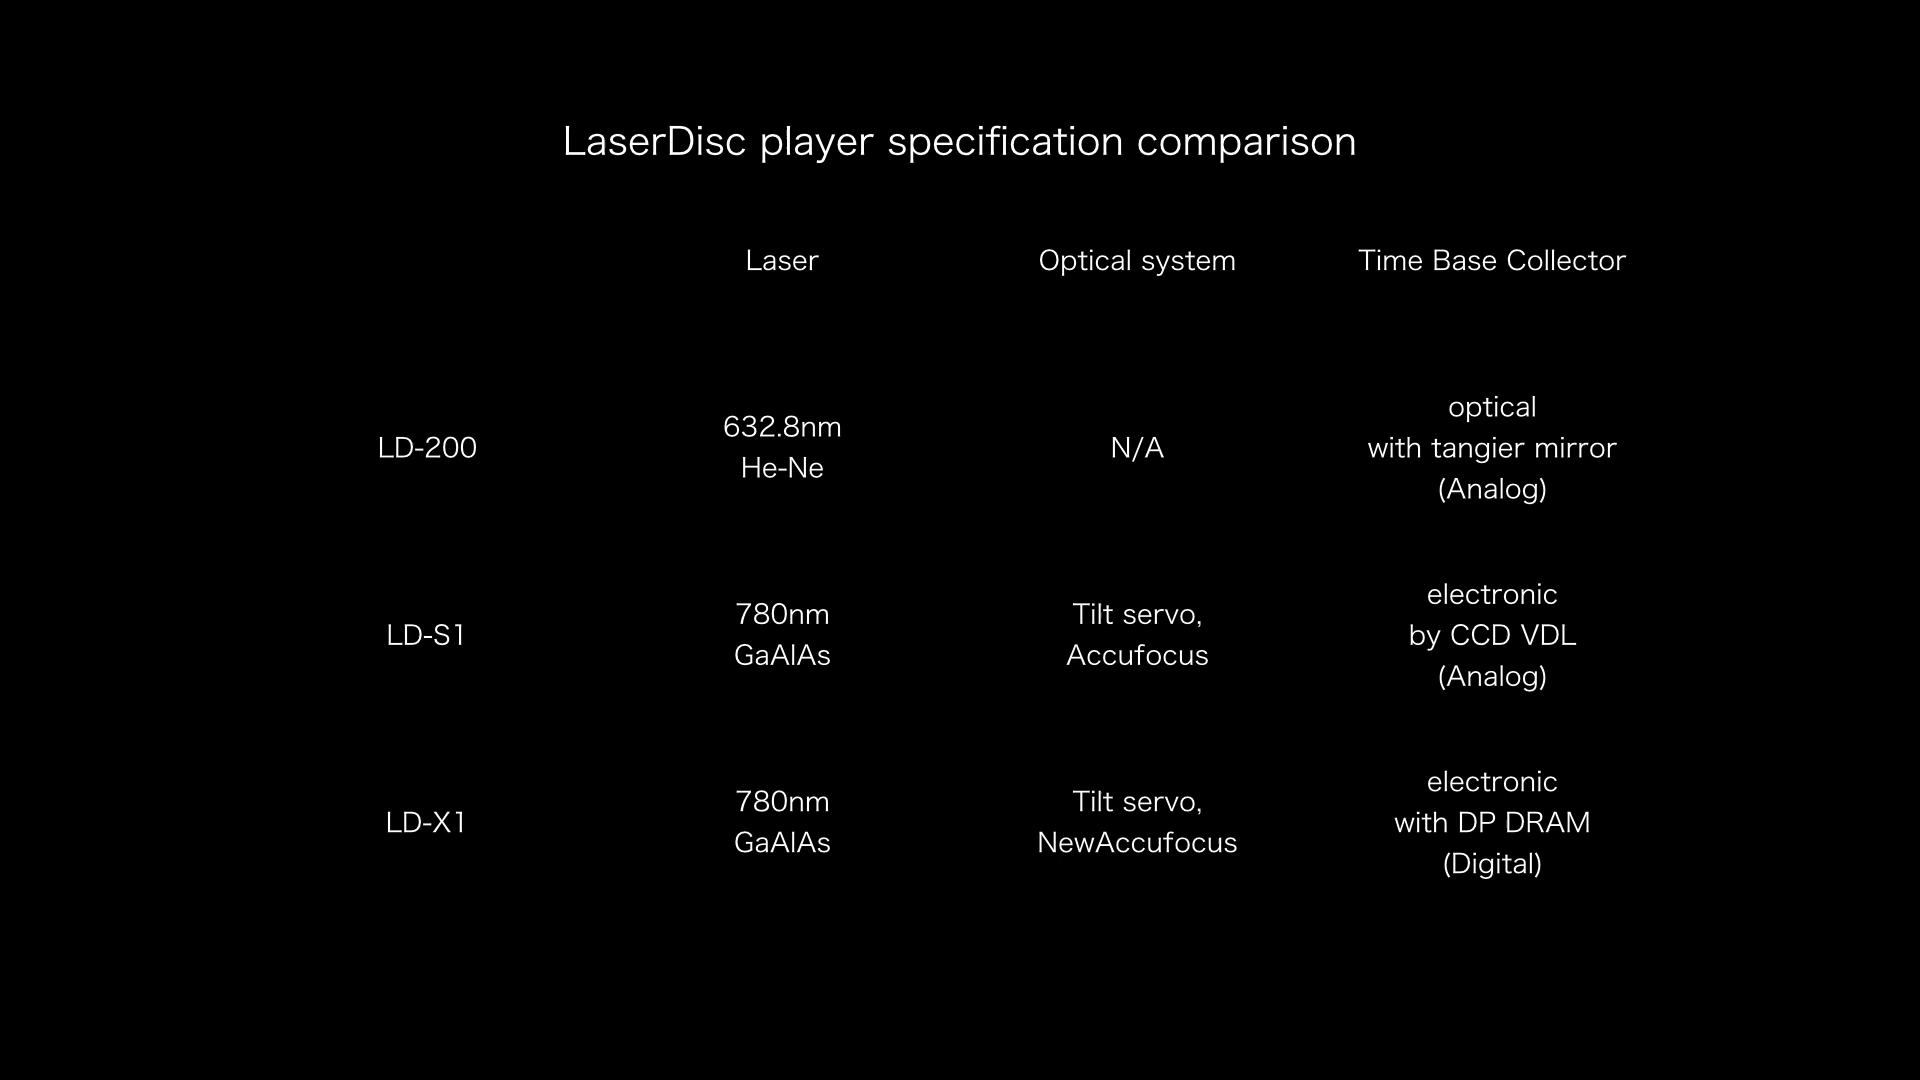 LaserDisc player specification comparison
Laser
Optical system
Time Base Collector
LD-200
632.8nm
He-Ne
N/A
optical
with tangier mirror
(Analog)
LD-S1
780nm
GaAlAs
Tilt servo,
Accufocus
electronic
by CCD VDL
(Analog)
LD-X1
780nm
GaAlAs
Tilt servo,
NewAccufocus
electronic
with DP DRAM
(Digital)